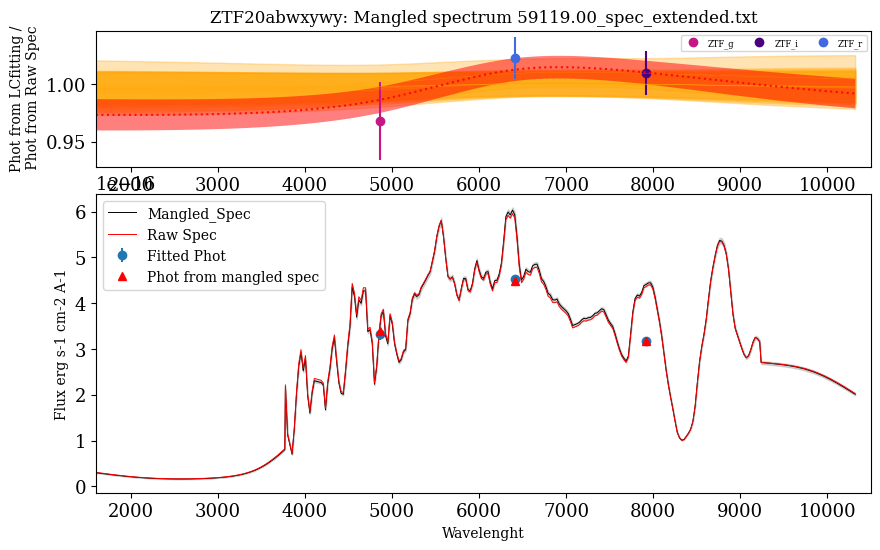 ZTF20abwxywy: Mangled spectrum 59119.00_spec_extended.txt
Phot from LCfitting /
Phot from Raw Spec
1.00
0.95
ZTF_g ZTF_i ZTF_r
2000 3000 4000 5000 6000 7000 8000 9000 10000
1e−16
Flux erg s-1 cm-2 A-1
6
5
4
3
2
1
0
Mangled_Spec
Raw Spec
Fitted Phot
Phot from mangled spec
2000 3000 4000 5000 6000 7000 8000 9000 10000
Wavelenght